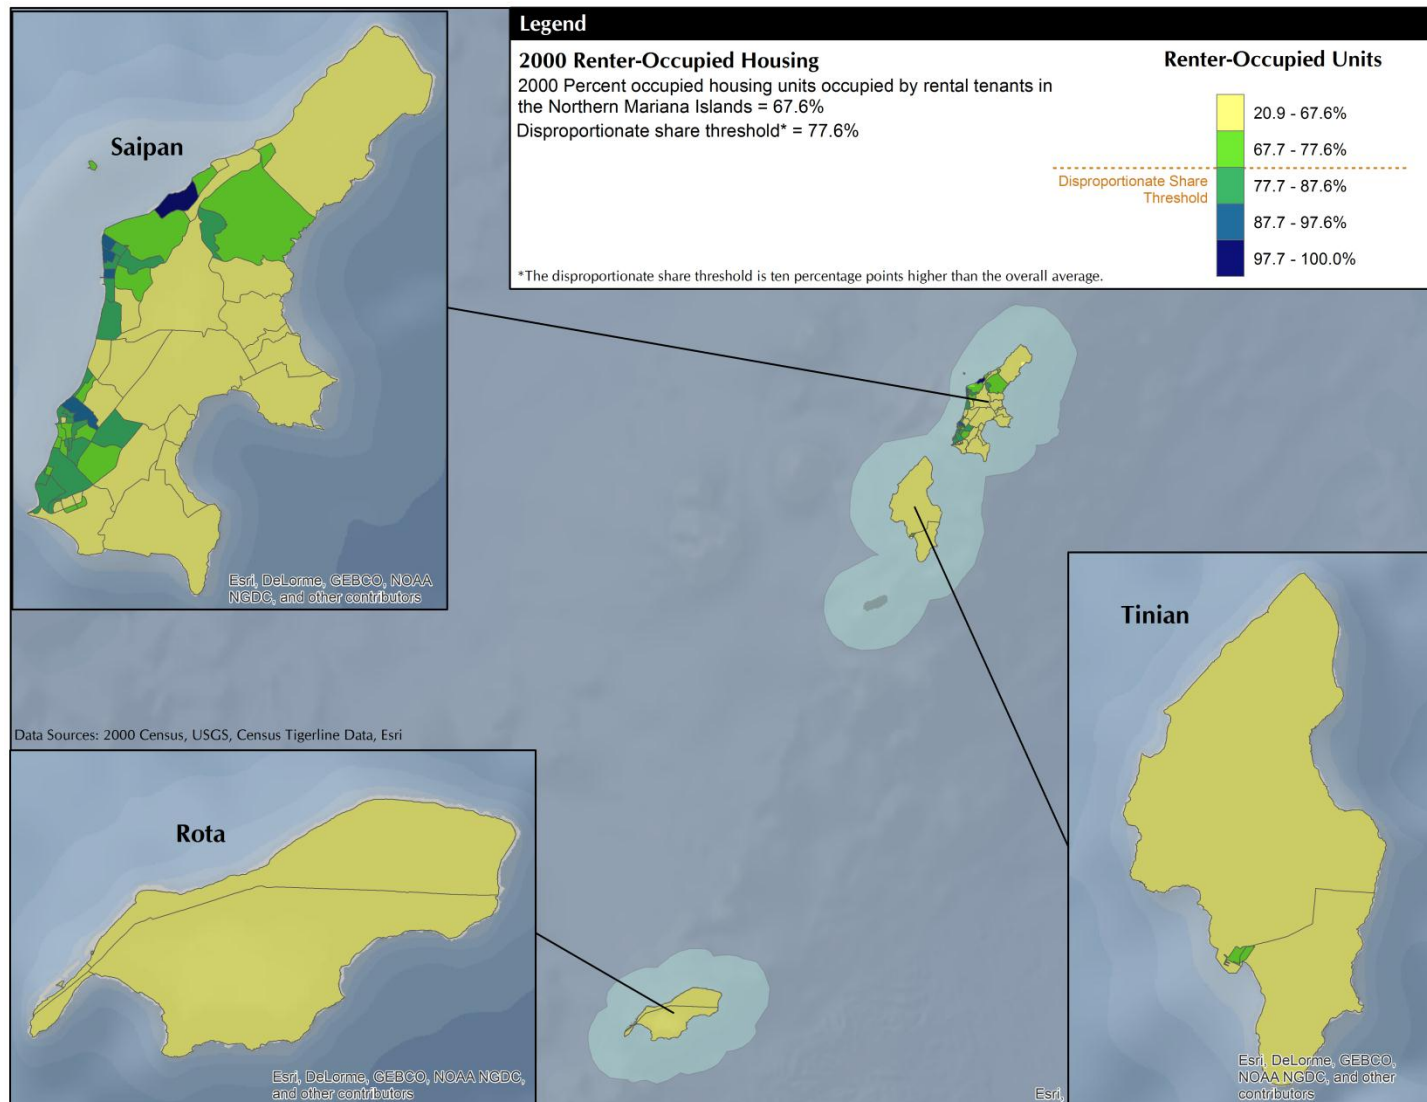 Legend
2000 Renter-Occupied Housing
2000 Percent occupied housing units occupied by rental tenants in
the Northern Mariana Islands = 67.6%
Disproportionate share threshold* = 77.6%
*The disproportionate share threshold is ten percentage points higher than the overall average.
Renter-Occupied Units
20.9 - 67.6%
67.7 - 77.6%
Disproportionate Share
Threshold
77.7 - 87.6%
87.7 - 97.6%
97.7 - 100.0%
Saipan
Esri, DeLorme, GEBCO, NOAA
NGDC, and other contributors
Tinian
Esri, DeLorme, GEBCO,
NOAA NGDC, and other
contributors
Data Sources: 2000 Census, USGS, Census Tigerline Data, Esri
Rota
Esri, DeLorme, GEBCO, NOAA NGDC,
and other contributors
Esri,